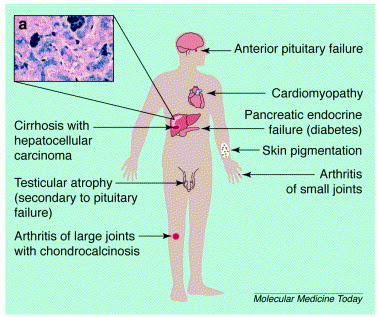 a
Anterior pituitary failure
Cardiomyopathy
Pancreatic endocrine
failure (diabetes)
Skin pigmentation
Arthritis
of small joints
Cirrhosis with
hepatocellular
carcinoma
Testicular atrophy
(secondary to pituitary
failure)
Arthritis of large joints
with chondrocalcinosis
Molecular Medicine Today